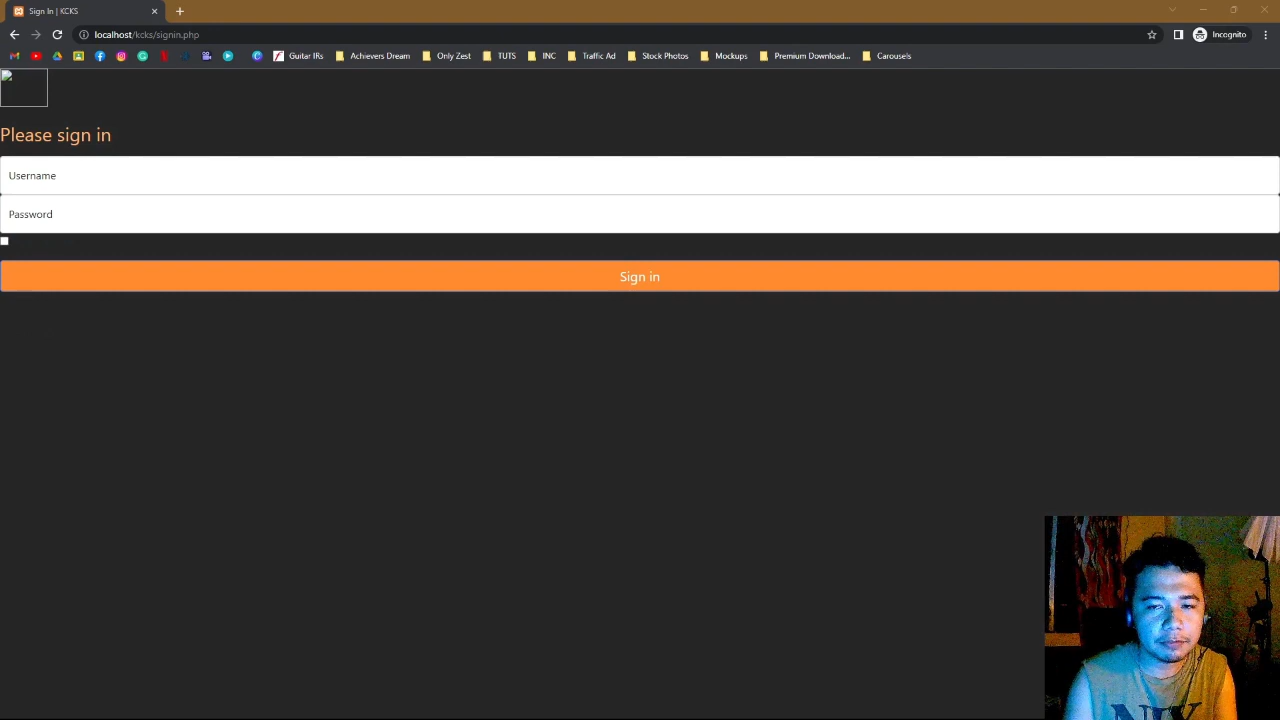 Sign In | KCKS
localhost/kcks/signin.php
Incognito
Guitar IRs
Achievers Dream
Only Zest
TUTS
INC
Traffic Ad
Stock Photos
Mockups
Premium Download...
Carousels
Please sign in
Username
Password
Sign in